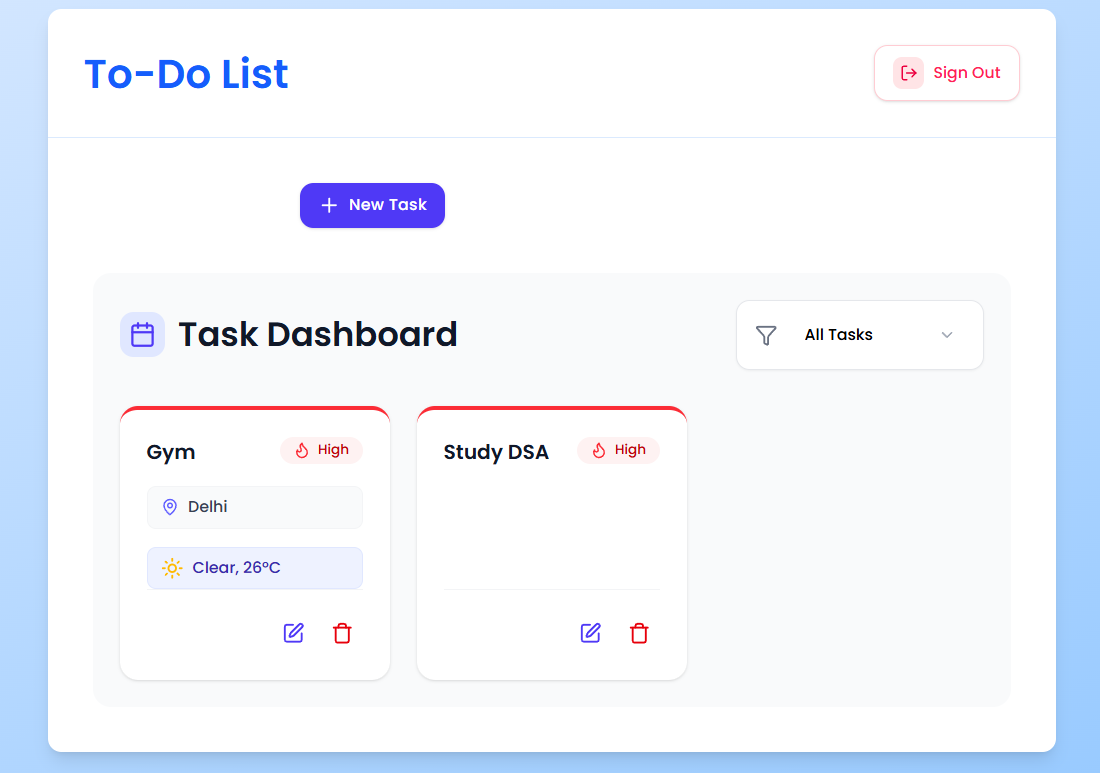 To-Do List
Sign Out
New Task
Task Dashboard
All Tasks
Gym
High
Delhi
Clear, 26°C
Study DSA
High